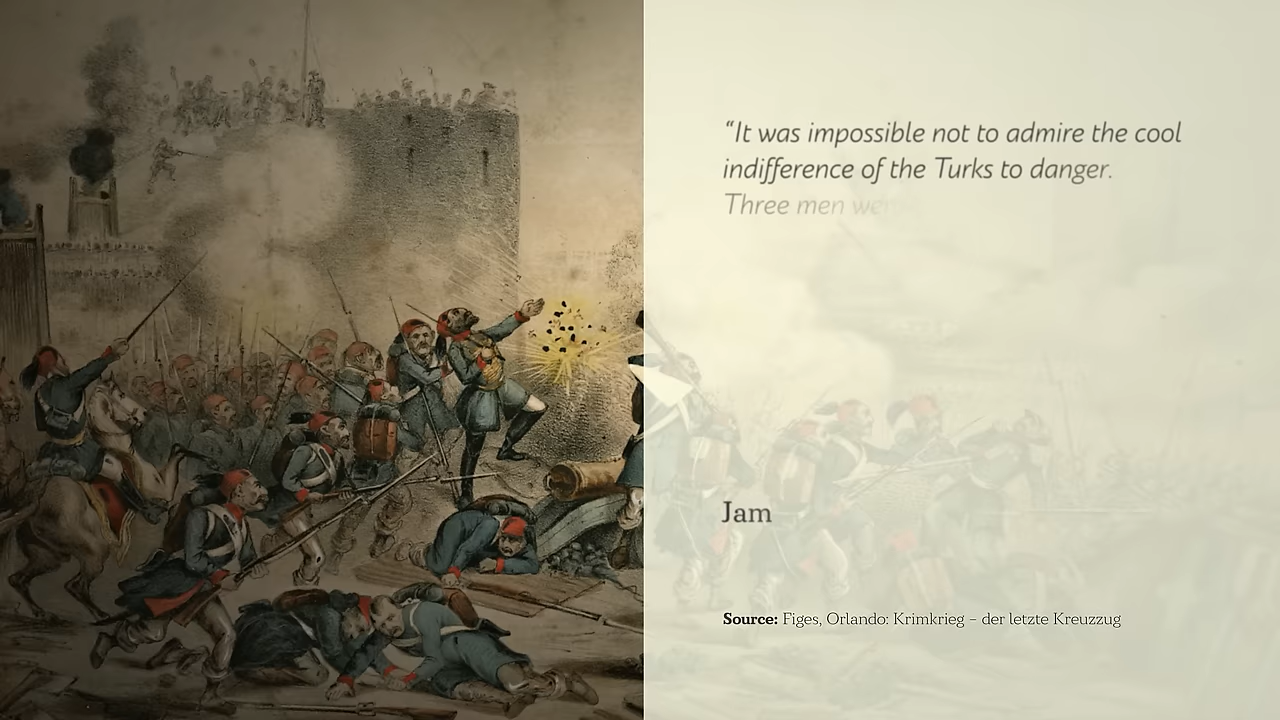 “It was impossible not to admire the cool
indifference of the Turks to danger.
Three men were
Jam
Source: Figes, Orlando: Krimkrieg – der letzte Kreuzzug